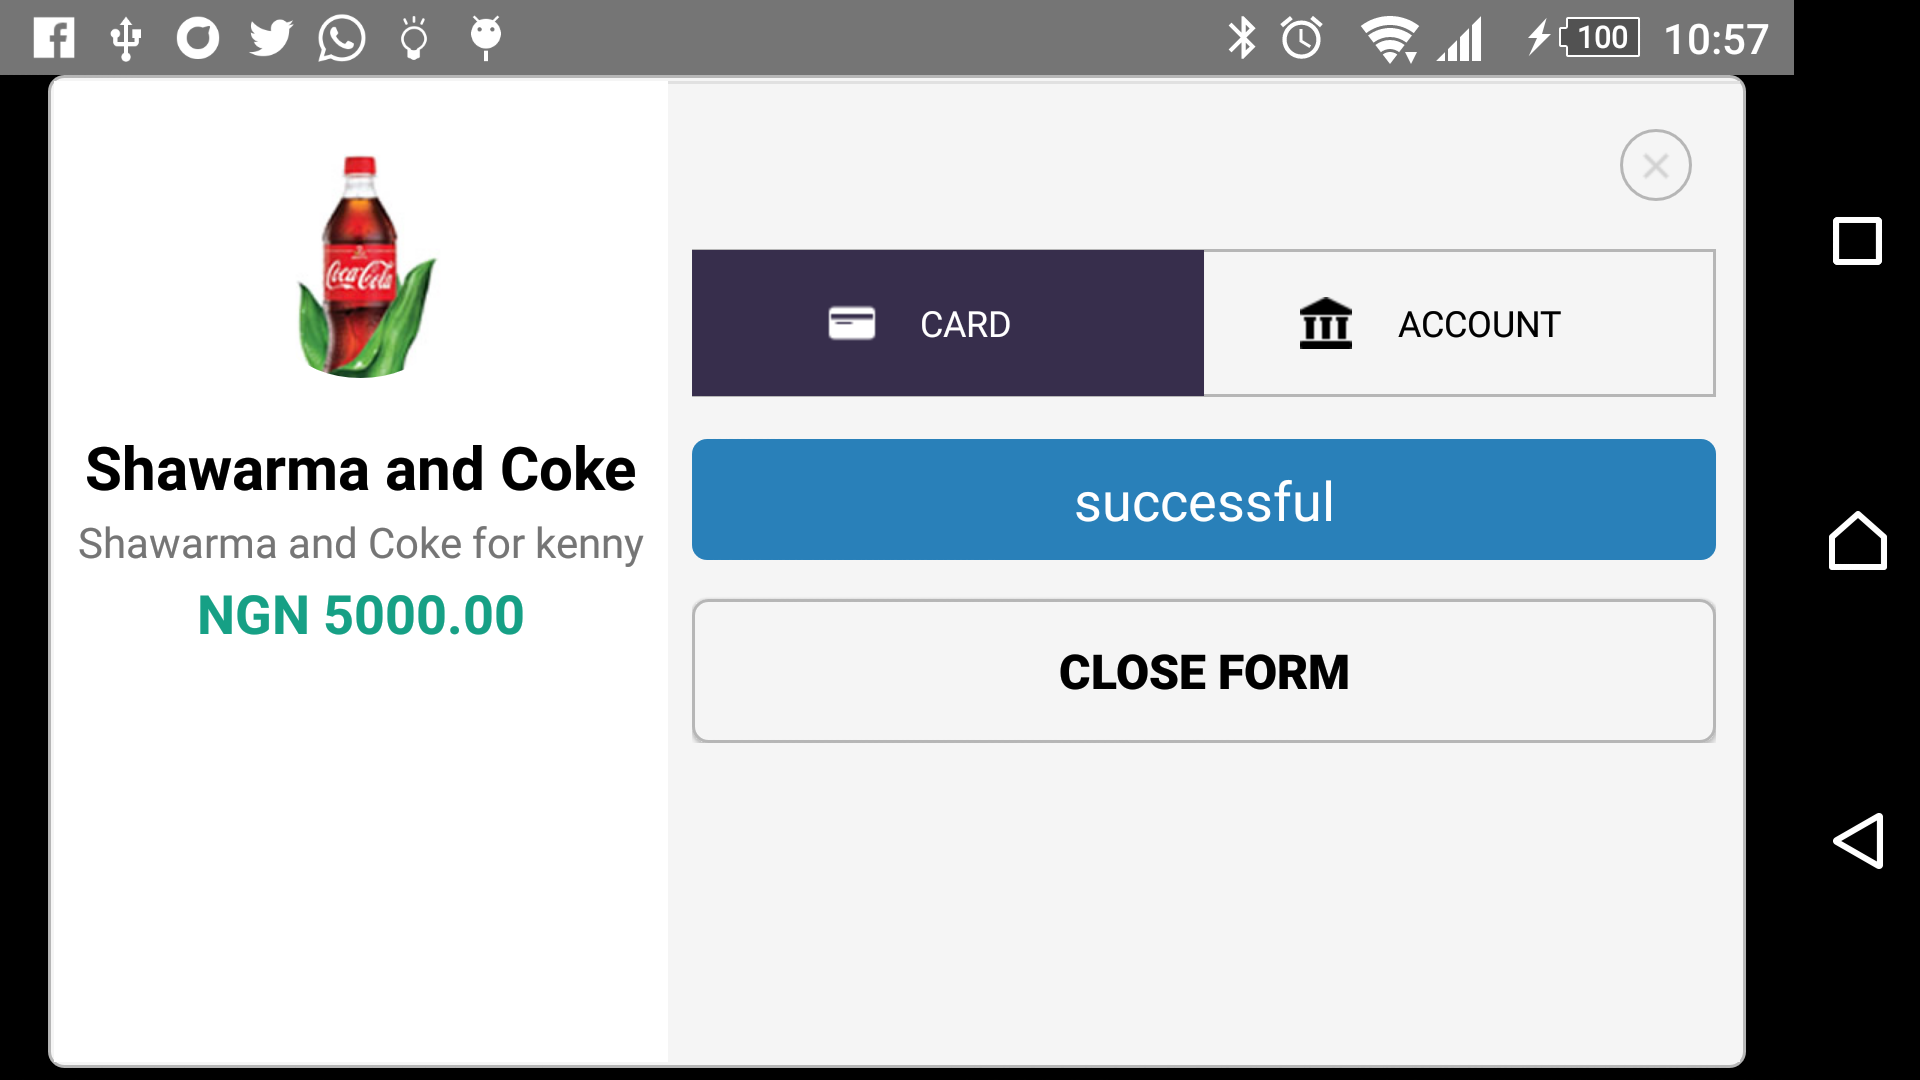 100 10:57
Coca-Cola
Shawarma and Coke
Shawarma and Coke for kenny
NGN 5000.00
CARD
ACCOUNT
successful
CLOSE FORM